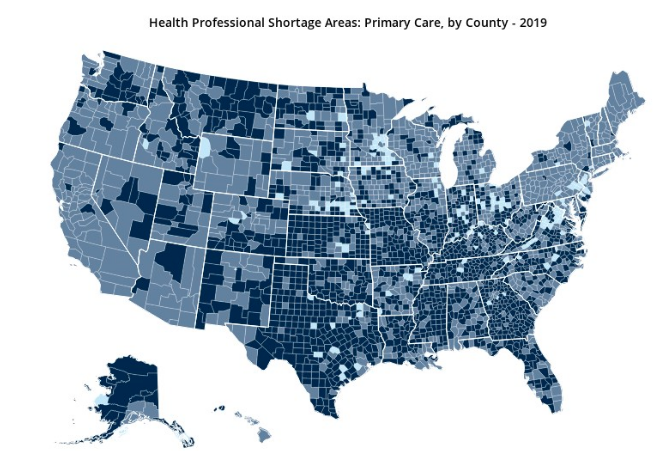 Health Professional Shortage Areas: Primary Care, by County - 2019